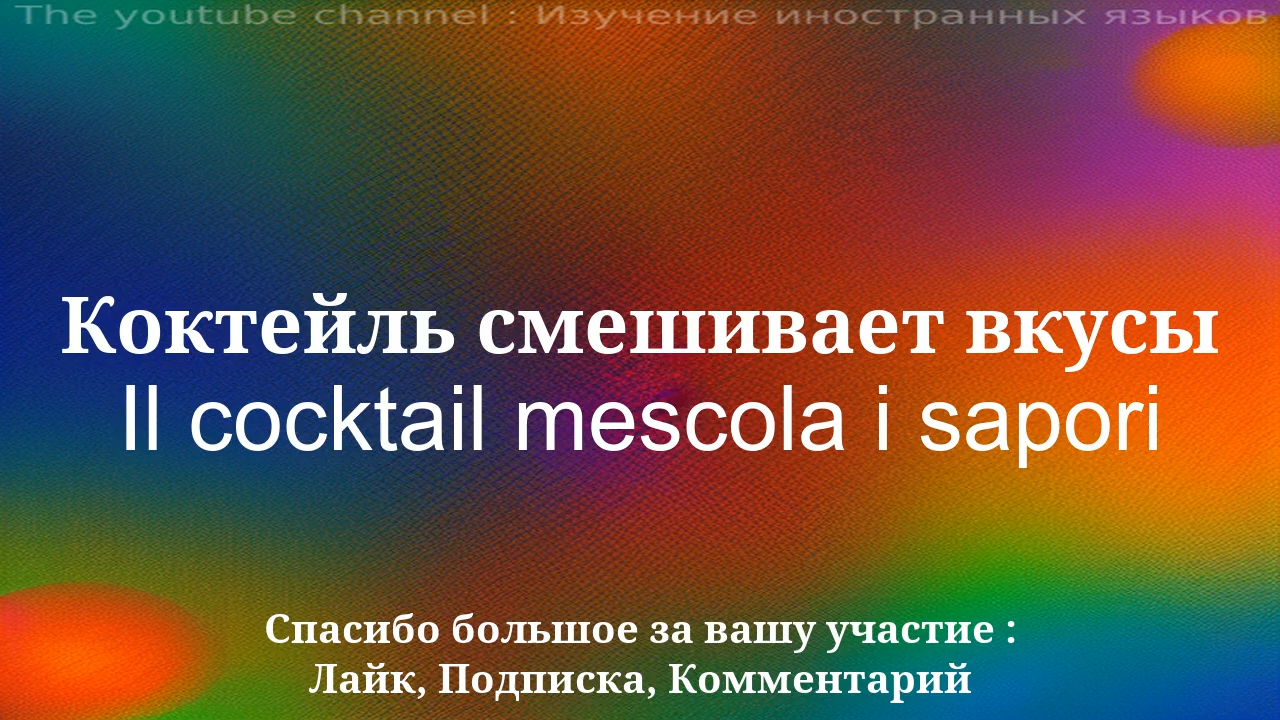 The youtube channel : Изучение иностранных языков
Коктейль смешивает вкусы
Il cocktail mescola i sapori
Спасибо большое за вашу участие :
Лайк, Подписка, Комментарий